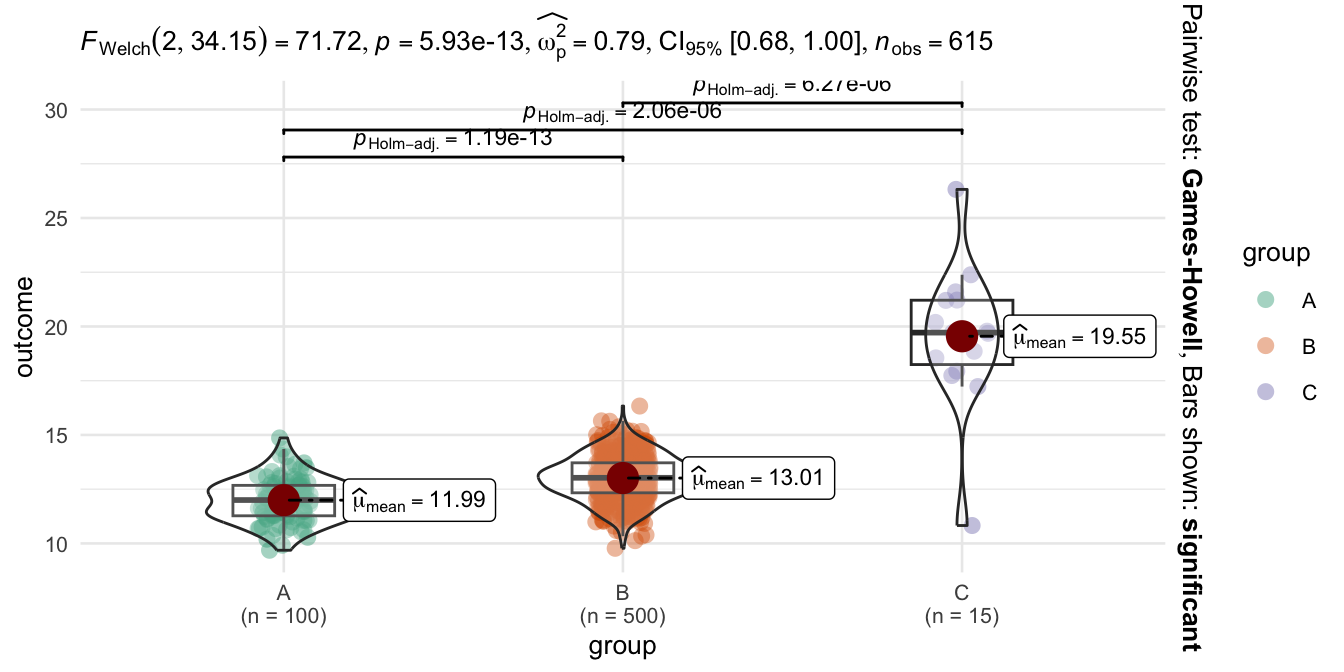 F_Welch(2, 34.15) = 71.72, p = 5.93e-13, ω̂²_p = 0.79, CI_95% [0.68, 1.00], n_obs = 615
p_Holm−adj. = 6.27e-06
p_Holm−adj. = 2.06e-06
p_Holm−adj. = 1.19e-13
30
25
20
15
10
outcome
μ̂_mean = 11.99
μ̂_mean = 13.01
μ̂_mean = 19.55
A
(n = 100)
B
(n = 500)
C
(n = 15)
group
Pairwise test: Games-Howell, Bars shown: significant
group
A
B
C